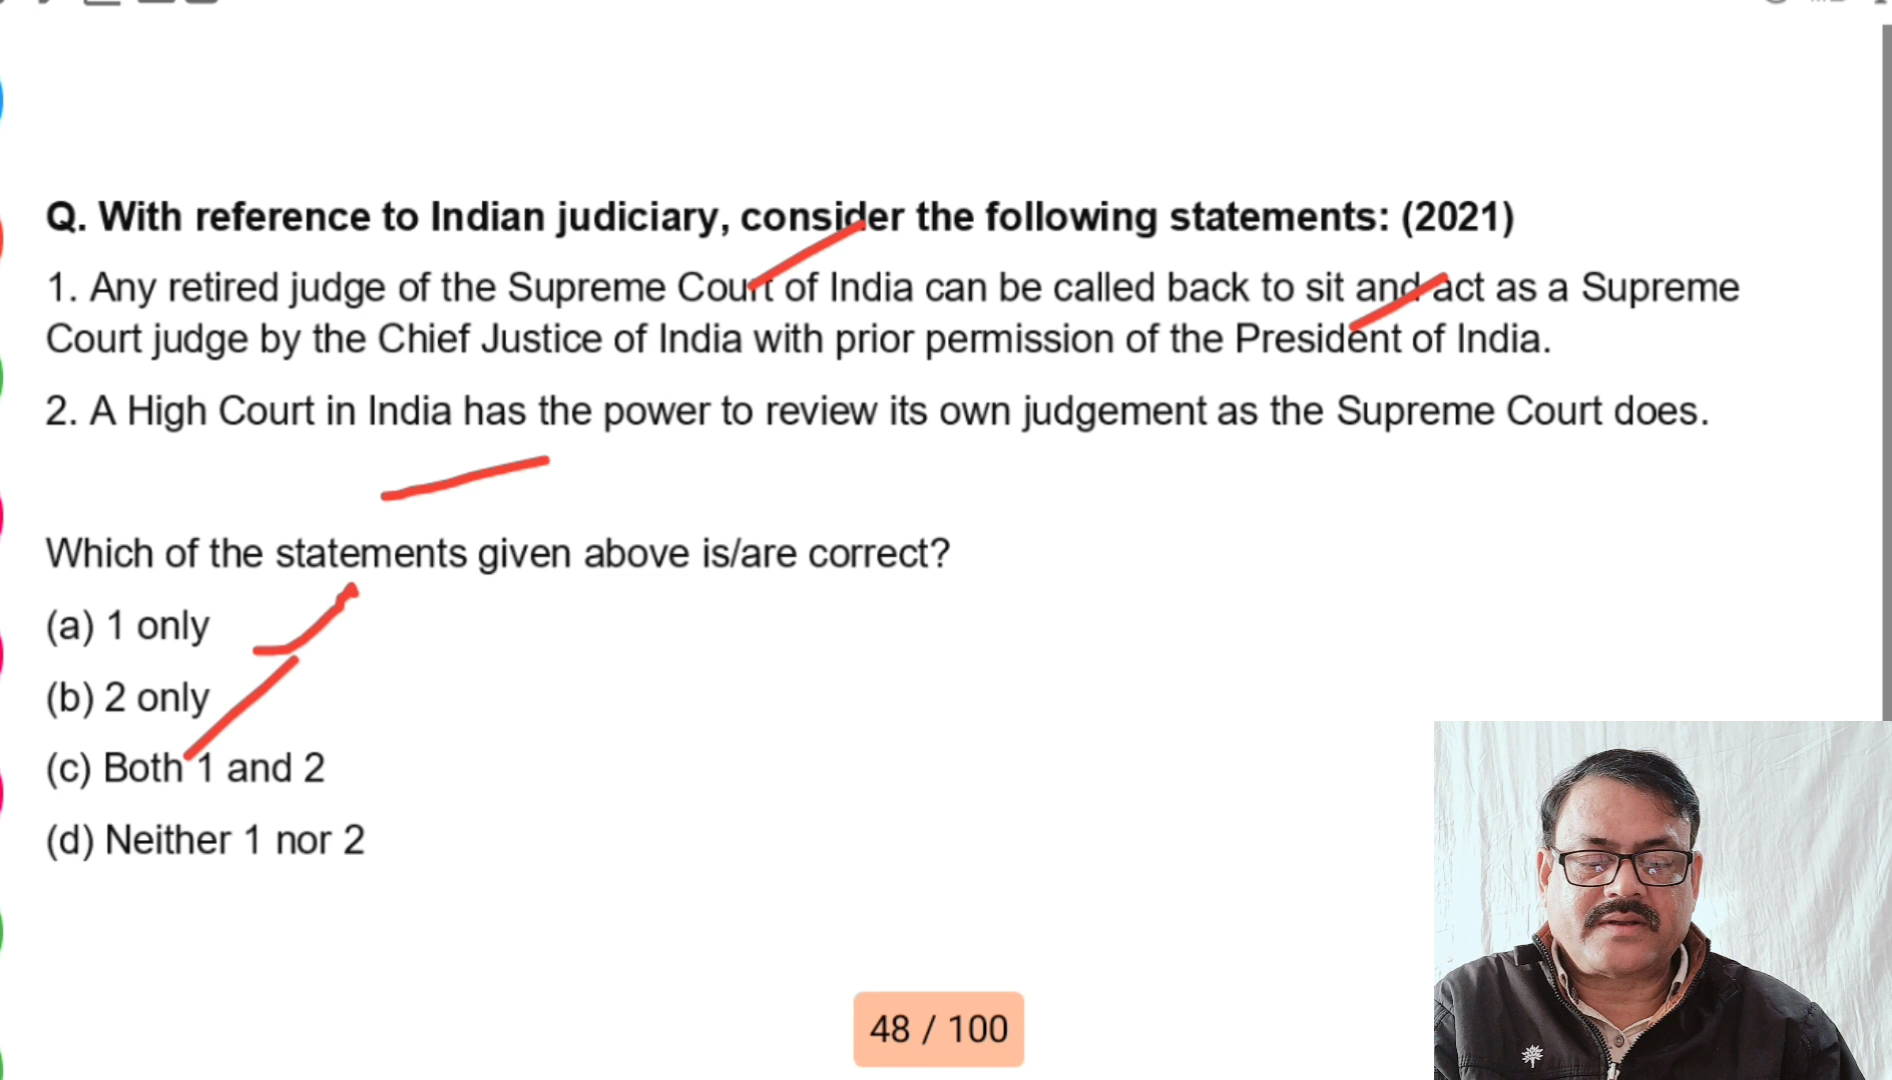 Q. With reference to Indian judiciary, consider the following statements: (2021)
1. Any retired judge of the Supreme Court of India can be called back to sit and act as a Supreme
Court judge by the Chief Justice of India with prior permission of the President of India.
2. A High Court in India has the power to review its own judgement as the Supreme Court does.
Which of the statements given above is/are correct?
(a) 1 only
(b) 2 only
(c) Both 1 and 2
(d) Neither 1 nor 2
48 / 100